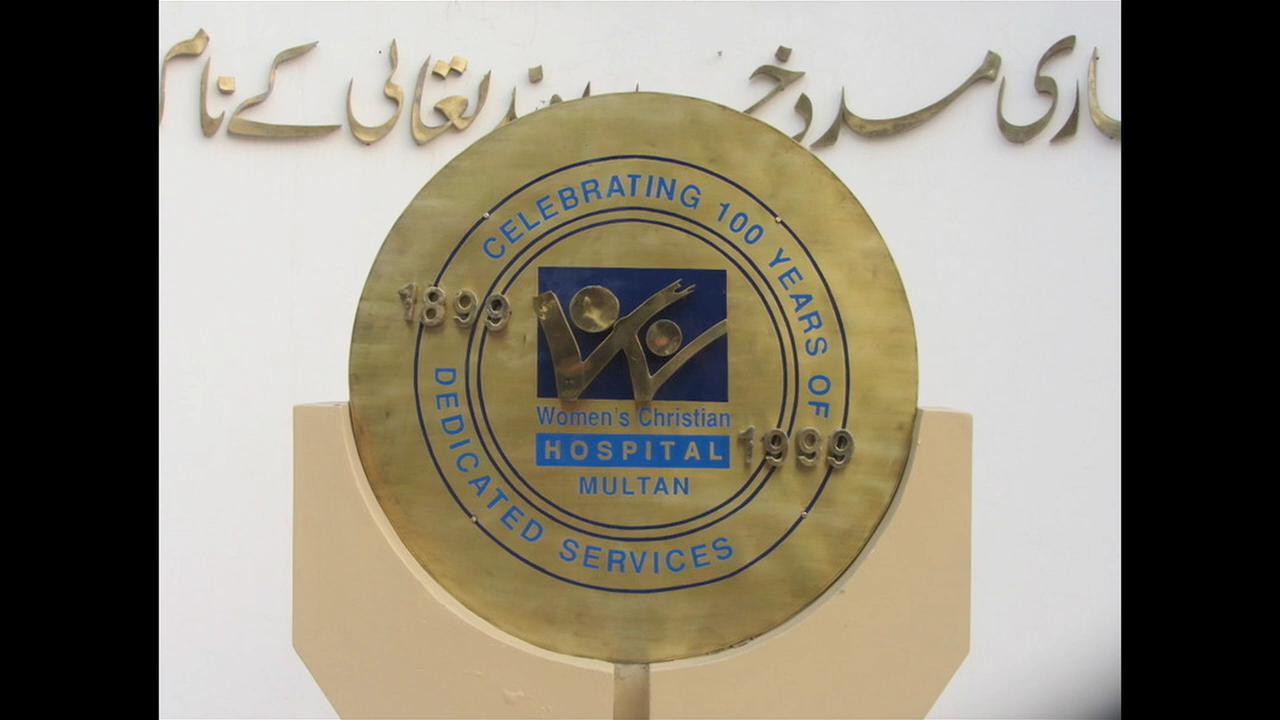 مدد تعالی کے نام
CELEBRATING 100 YEARS OF
1899
Women's Christian
HOSPITAL
1999
MULTAN
DEDICATED SERVICES